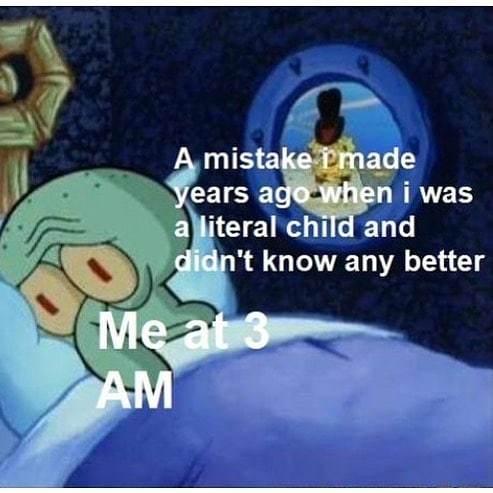 A mistake i made
years ago when i was
a literal child and
didn't know any better
Me at 3
AM